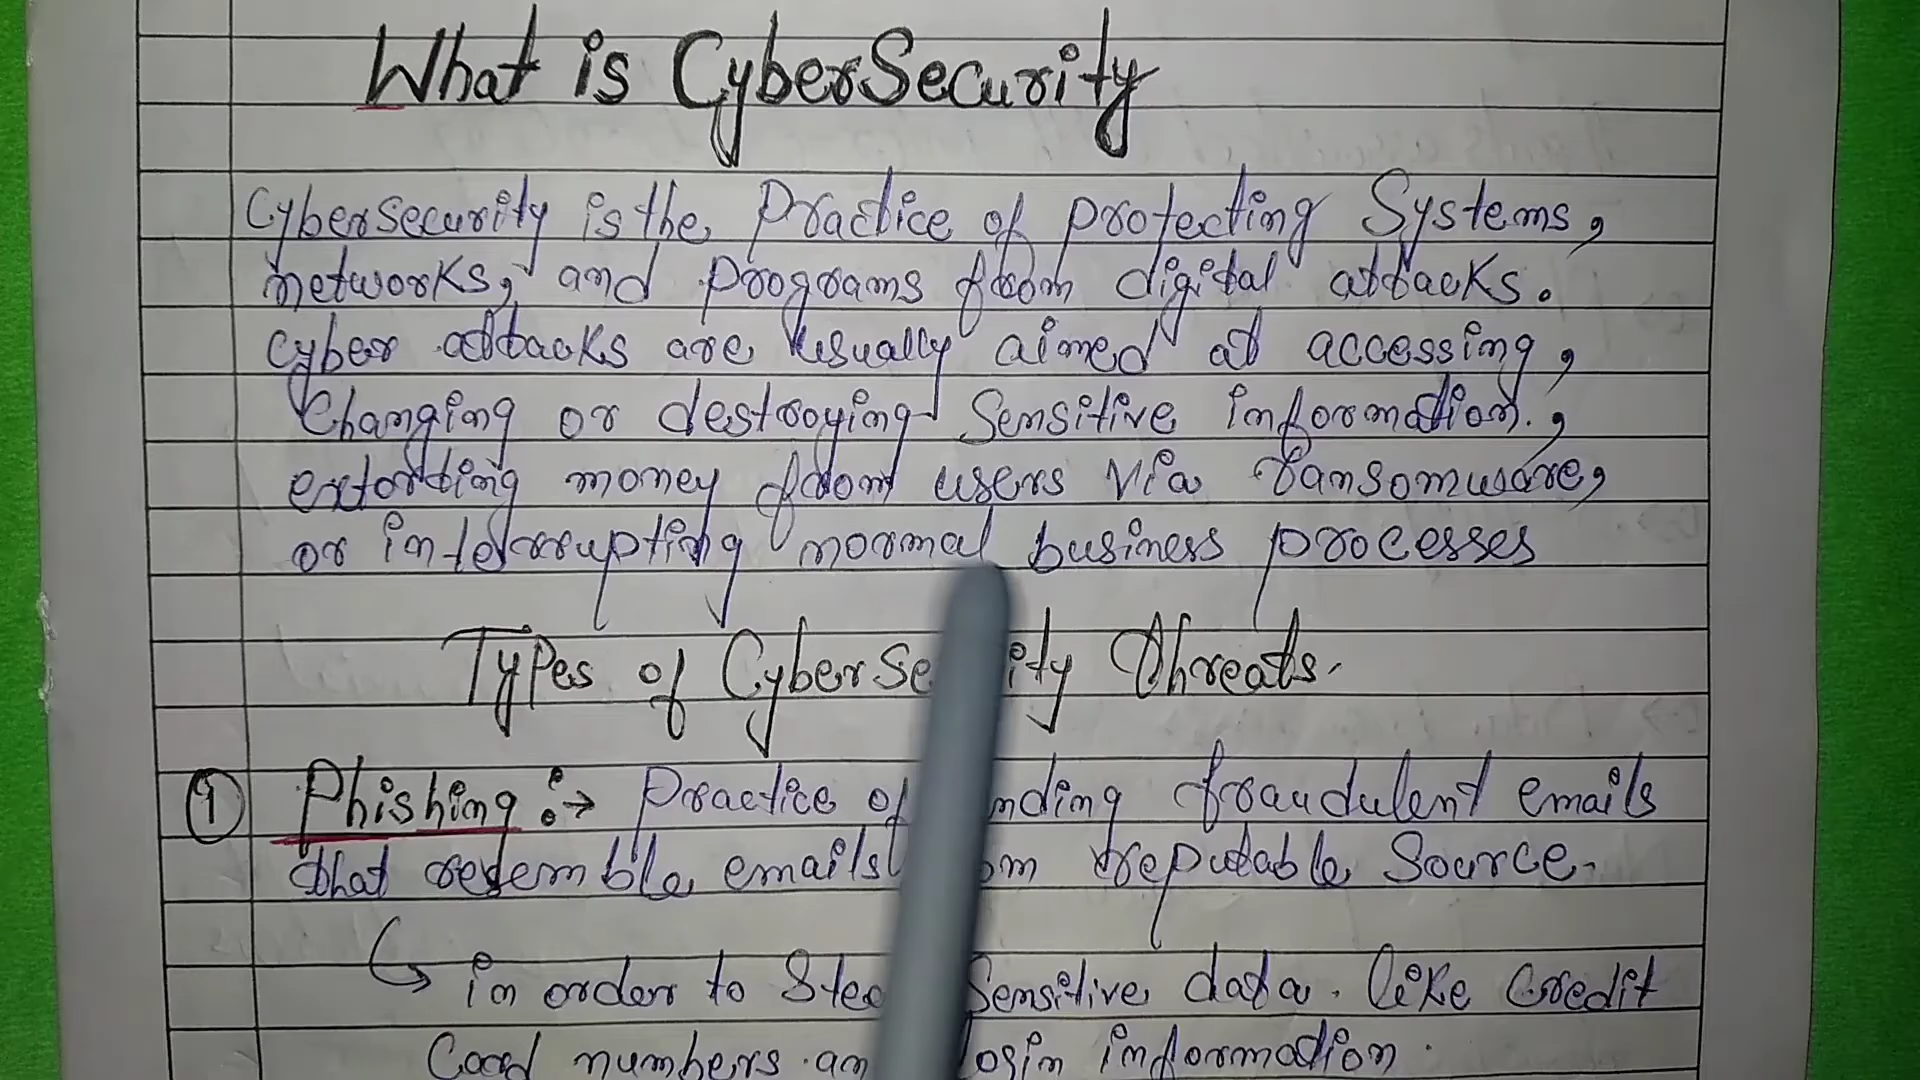 What is CyberSecurity
Cybersecurity is the Practice of protecting Systems,
networks, and programs from digital attacks.
Cyber attacks are usually aimed at accessing,
Changing or destroying Sensitive information.,
extorting money from users via ransomware,
or interrupting normal business processes
Types of CyberSe ity Threats.
1 Phishing :→ Practice of nding fraudulent emails
that resemble emails om reputable Source.
in order to Stea Sensitive data. like Credit
Card numbers an login information.